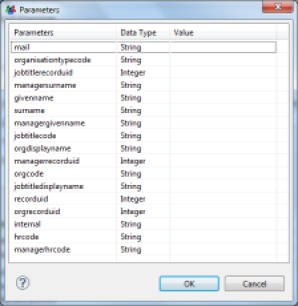 Parameters
Parameters Data Type Value
mail String
organisationtypecode String
jobtitlerecorduid Integer
managersurname String
givenname String
surname String
managergivenname String
jobtitlecode String
orgdisplayname String
managerrecorduid Integer
orgcode String
jobtitledisplayname String
recorduid Integer
orgrecorduid Integer
internal String
hrcode String
managerhrcode String
? OK Cancel